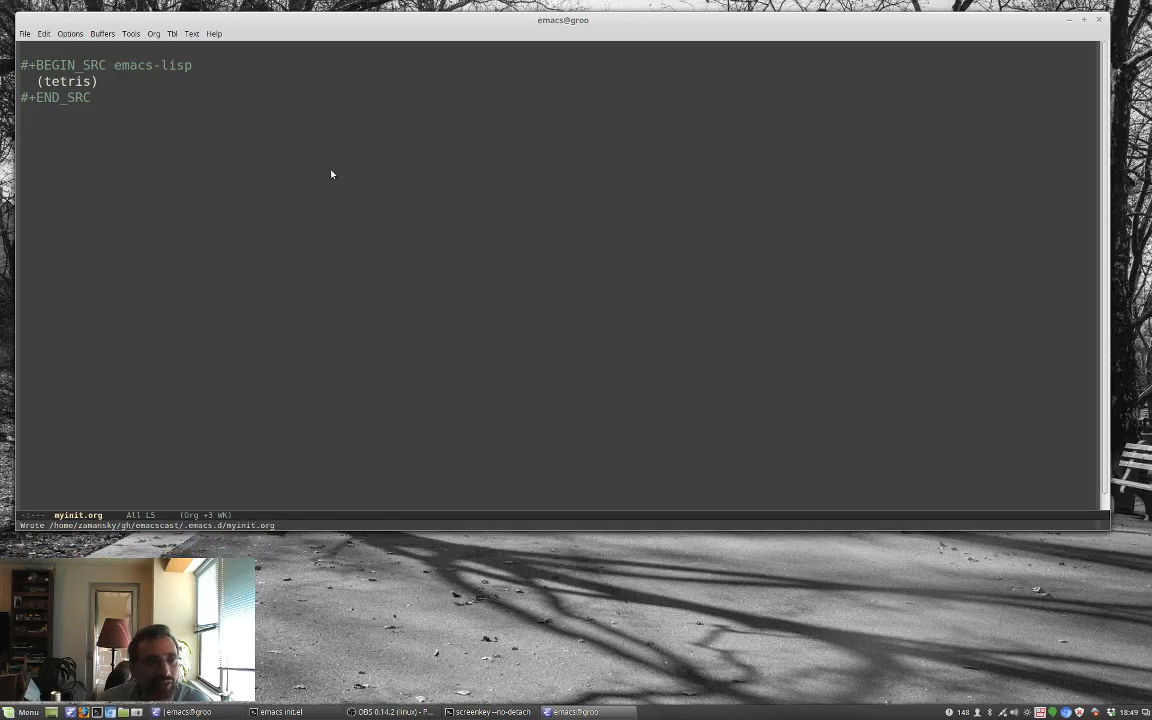 emacs@groo
File Edit Options Buffers Tools Org Tbl Text Help
#+BEGIN_SRC emacs-lisp
(tetris)
#+END_SRC
-:--- myinit.org All L5 (Org +3 WK)
Wrote /home/zamansky/gh/emacscast/.emacs.d/myinit.org
Menu emacs@groo emacs init.el OBS 0.14.2 (linux) - P... screenkey --no-detach emacs@groo 148 18:49